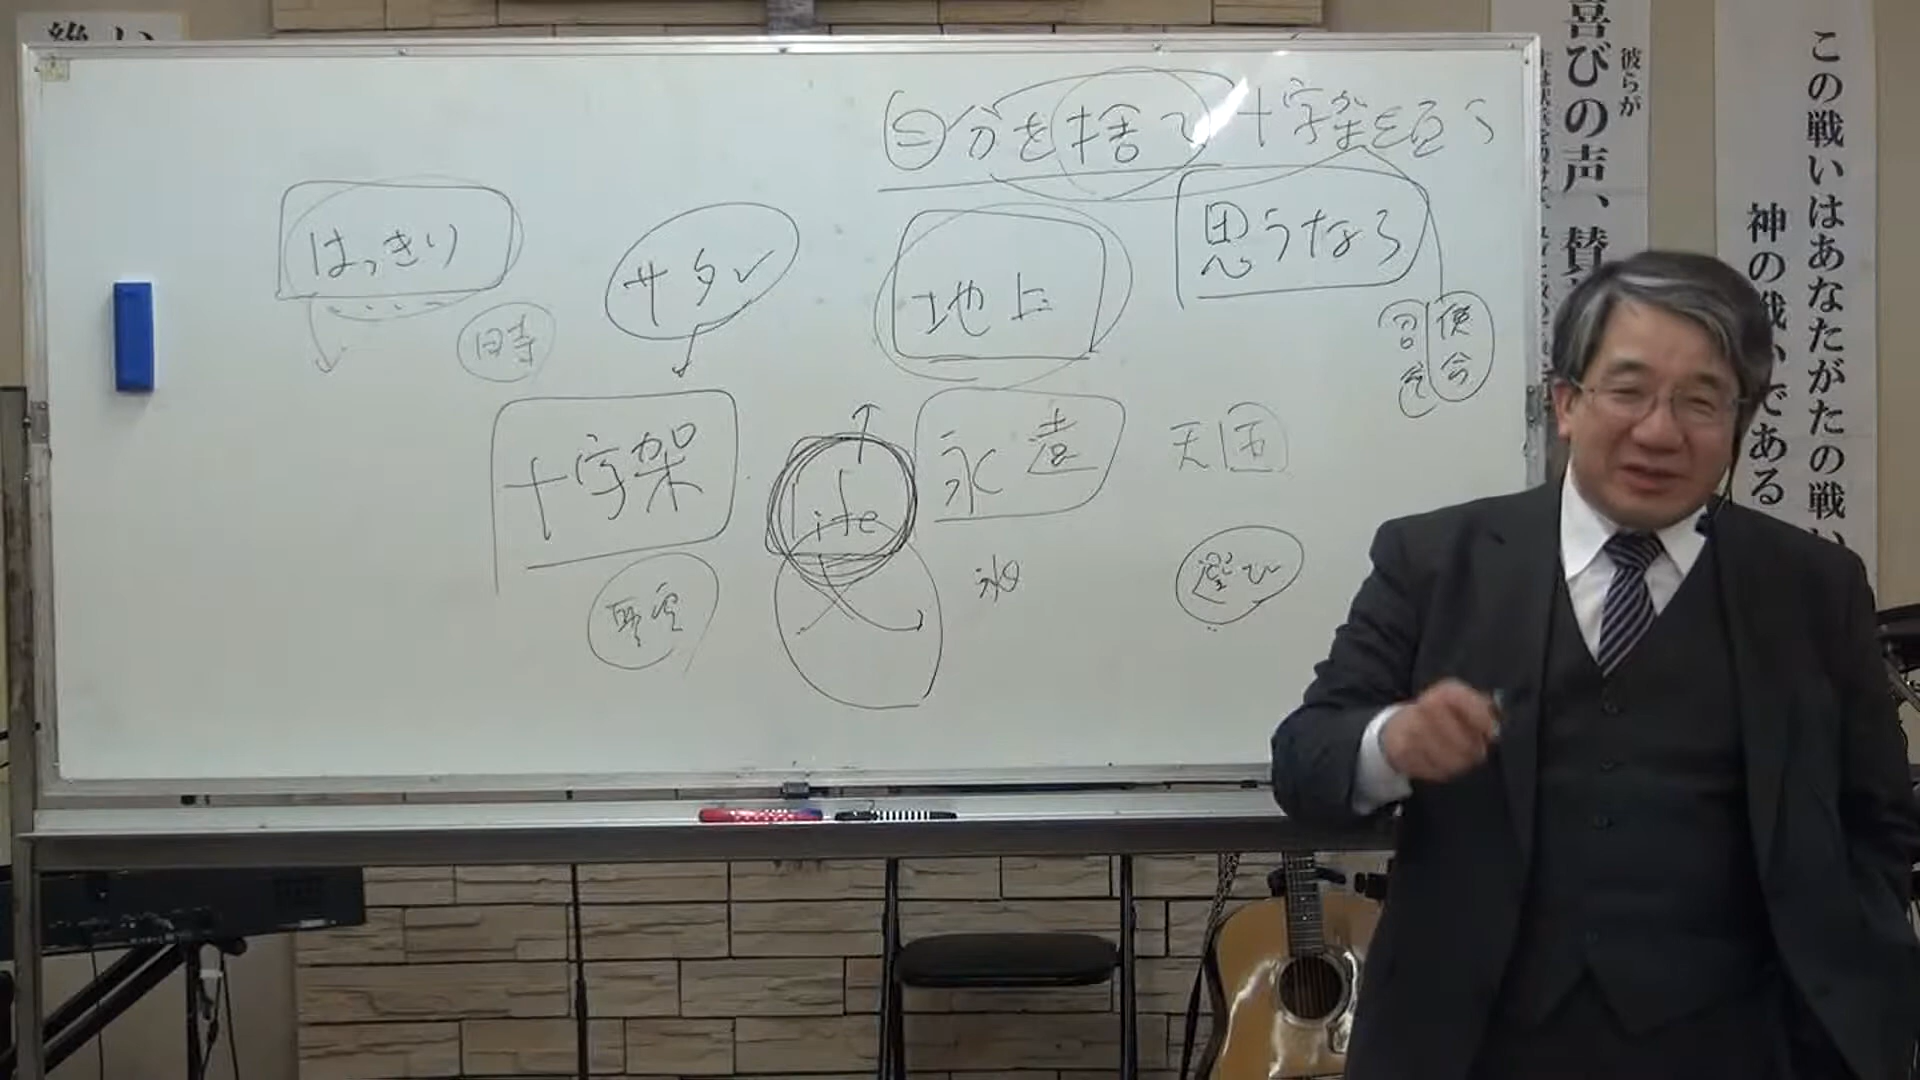 自分を捨て 十字架を負う
はっきり
サタン
地上
思うなら
時
使命
十字架
Life
永遠
天国
聖霊
氷
選び
彼らが
喜びの声、賛
この戦いはあなたがたの戦い
神の戦いである